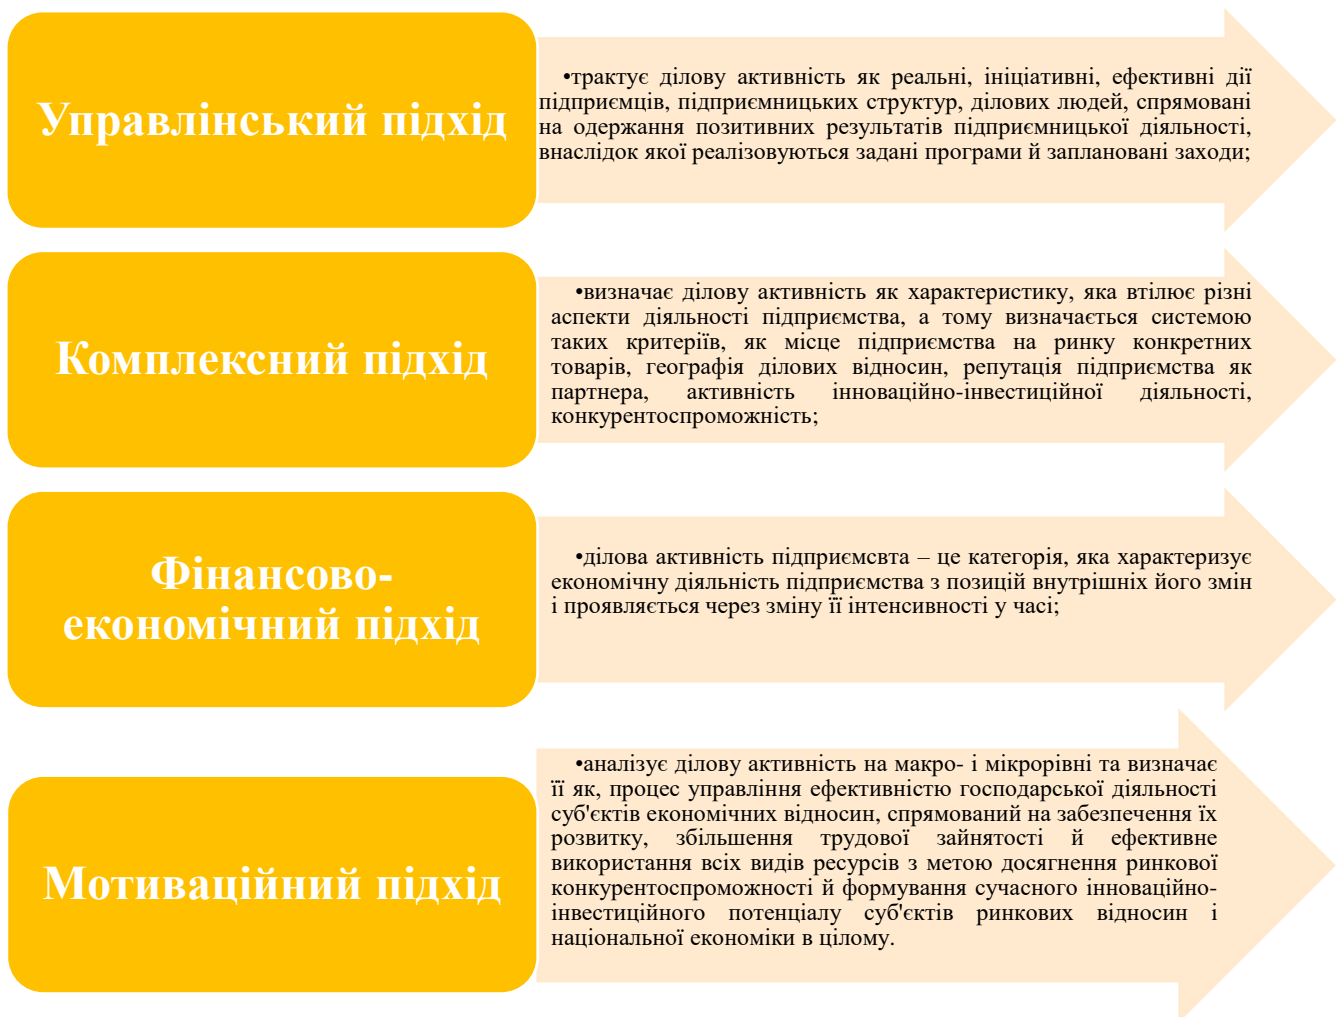 Управлінський підхід
•трактує ділову активність як реальні, ініціативні, ефективні дії
підприємців, підприємницьких структур, ділових людей, спрямовані
на одержання позитивних результатів підприємницької діяльності,
внаслідок якої реалізовуються задані програми й заплановані заходи;
Комплексний підхід
•визначає ділову активність як характеристику, яка втілює різні
аспекти діяльності підприємства, а тому визначається системою
таких критеріїв, як місце підприємства на ринку конкретних
товарів, географія ділових відносин, репутація підприємства як
партнера, активність інноваційно-інвестиційної діяльності,
конкурентоспроможність;
Фінансово-
економічний підхід
•ділова активність підприємсвта – це категорія, яка характеризує
економічну діяльність підприємства з позицій внутрішніх його змін
і проявляється через зміну її інтенсивності у часі;
Мотиваційний підхід
•аналізує ділову активність на макро- і мікрорівні та визначає
її як, процес управління ефективністю господарської діяльності
суб'єктів економічних відносин, спрямований на забезпечення їх
розвитку, збільшення трудової зайнятості й ефективне
використання всіх видів ресурсів з метою досягнення ринкової
конкурентоспроможності й формування сучасного інноваційно-
інвестиційного потенціалу суб'єктів ринкових відносин і
національної економіки в цілому.